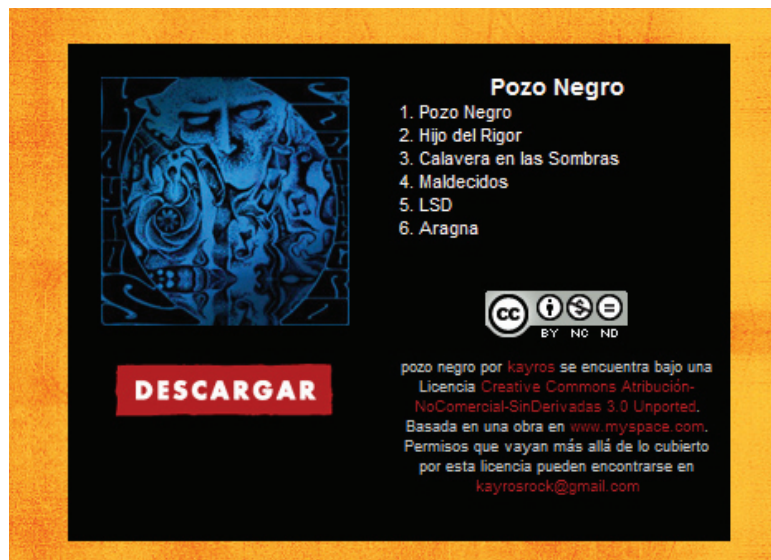 Pozo Negro
1. Pozo Negro
2. Hijo del Rigor
3. Calavera en las Sombras
4. Maldecidos
5. LSD
6. Aragna
cc
BY NC ND
DESCARGAR
pozo negro por kayros se encuentra bajo una
Licencia Creative Commons Atribución-
NoComercial-SinDerivadas 3.0 Unported.
Basada en una obra en www.myspace.com.
Permisos que vayan más allá de lo cubierto
por esta licencia pueden encontrarse en
kayrosrock@gmail.com